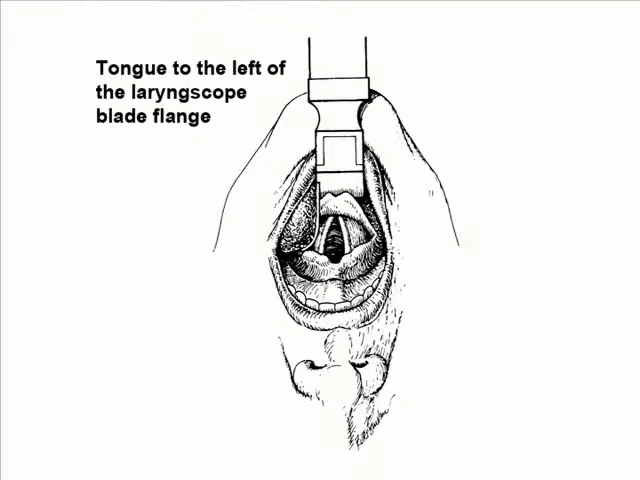 Tongue to the left of
the laryngscope
blade flange